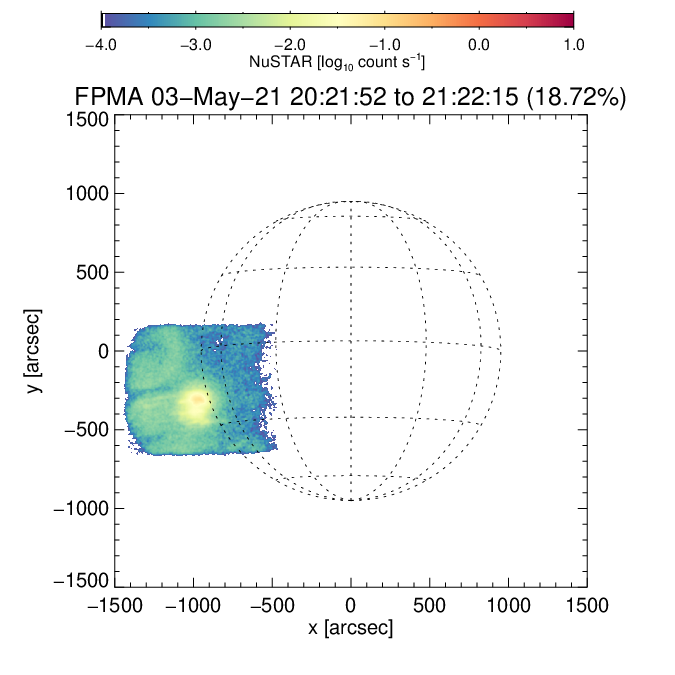 −4.0 −3.0 −2.0 −1.0 0.0 1.0
NuSTAR [log10 count s−1]
FPMA 03−May−21 20:21:52 to 21:22:15 (18.72%)
1500
1000
500
0
−500
−1000
−1500
y [arcsec]
−1500 −1000 −500 0 500 1000 1500
x [arcsec]